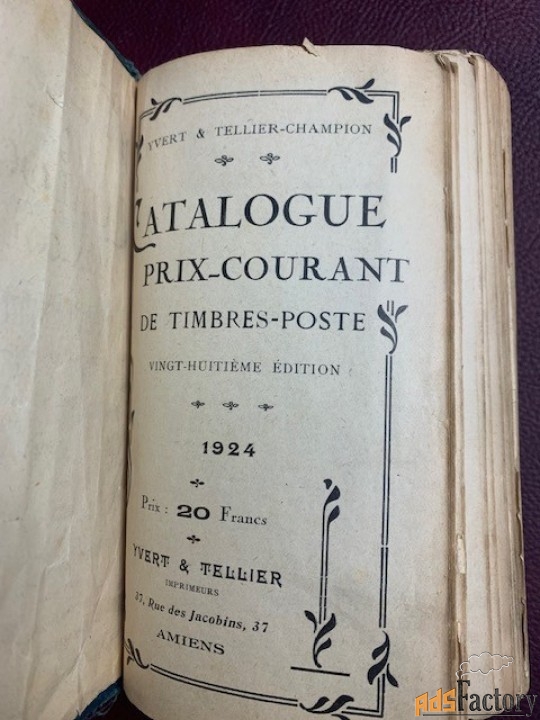 YVERT & TELLIER-CHAMPION
CATALOGUE
PRIX-COURANT
DE TIMBRES-POSTE
VINGT-HUITIÈME ÉDITION
1924
Prix : 20 Francs
YVERT & TELLIER
IMPRIMEURS
37, Rue des Jacobins, 37
AMIENS
AdsFactory